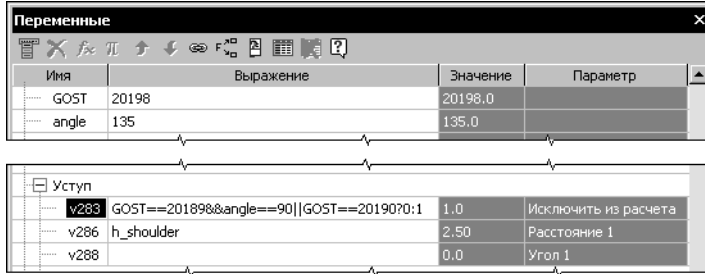 Переменные
Имя Выражение Значение Параметр
GOST 20198 20198.0
angle 135 135.0
Уступ
v283 GOST==20189&&angle==90||GOST==20190?0:1 1.0 Исключить из расчета
v286 h_shoulder 2.50 Расстояние 1
v288 0.0 Угол 1